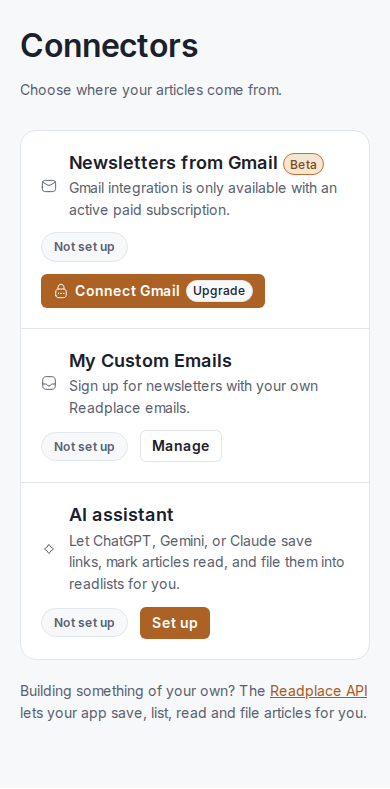 Connectors
Choose where your articles come from.
Newsletters from Gmail Beta
Gmail integration is only available with an
active paid subscription.
Not set up
Connect Gmail Upgrade
My Custom Emails
Sign up for newsletters with your own
Readplace emails.
Not set up Manage
AI assistant
Let ChatGPT, Gemini, or Claude save
links, mark articles read, and file them into
readlists for you.
Not set up Set up
Building something of your own? The Readplace API
lets your app save, list, read and file articles for you.